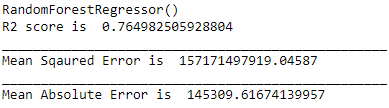 RandomForestRegressor()
R2 score is  0.764982505928804
Mean Sqaured Error is  157171497919.04587
Mean Absolute Error is  145309.61674139957